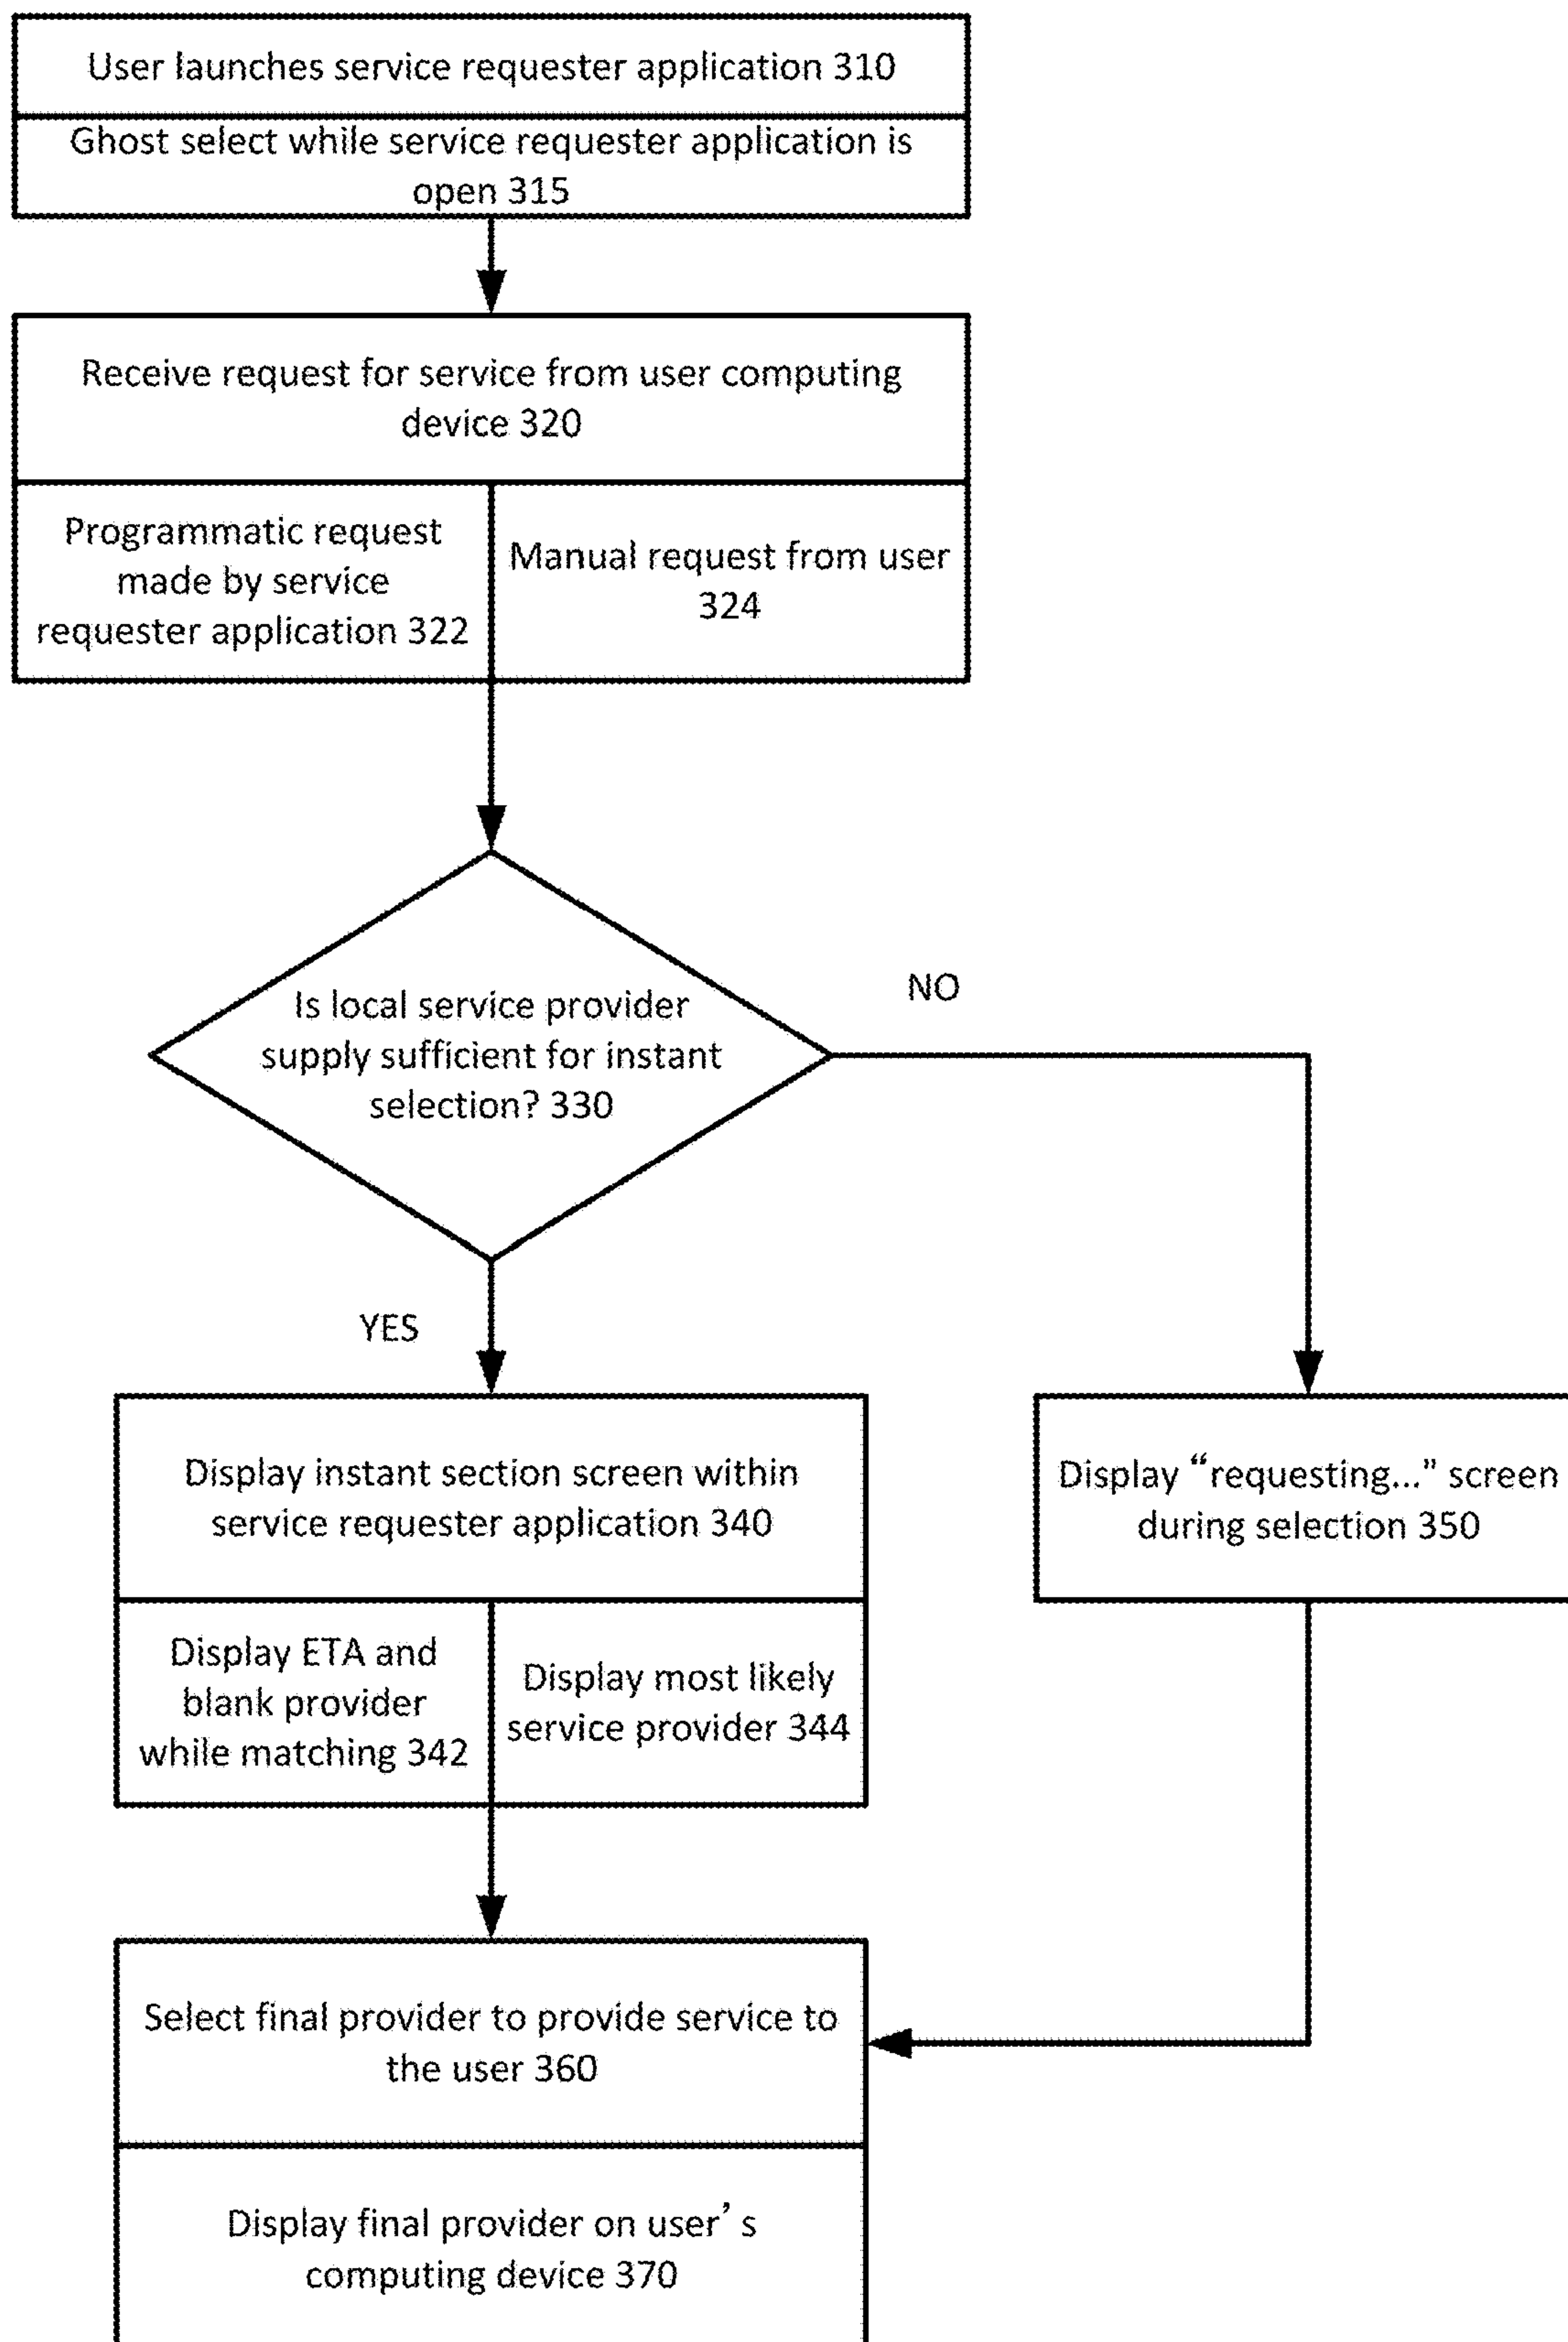 User launches service requester application 310
Ghost select while service requester application is
open 315
Receive request for service from user computing
device 320
Programmatic request
made by service
requester application 322
Manual request from user
324
Is local service provider
supply sufficient for instant
selection? 330
NO
YES
Display instant section screen within
service requester application 340
Display “requesting...” screen
during selection 350
Display ETA and
blank provider
while matching 342
Display most likely
service provider 344
Select final provider to provide service to
the user 360
Display final provider on user’ s
computing device 370